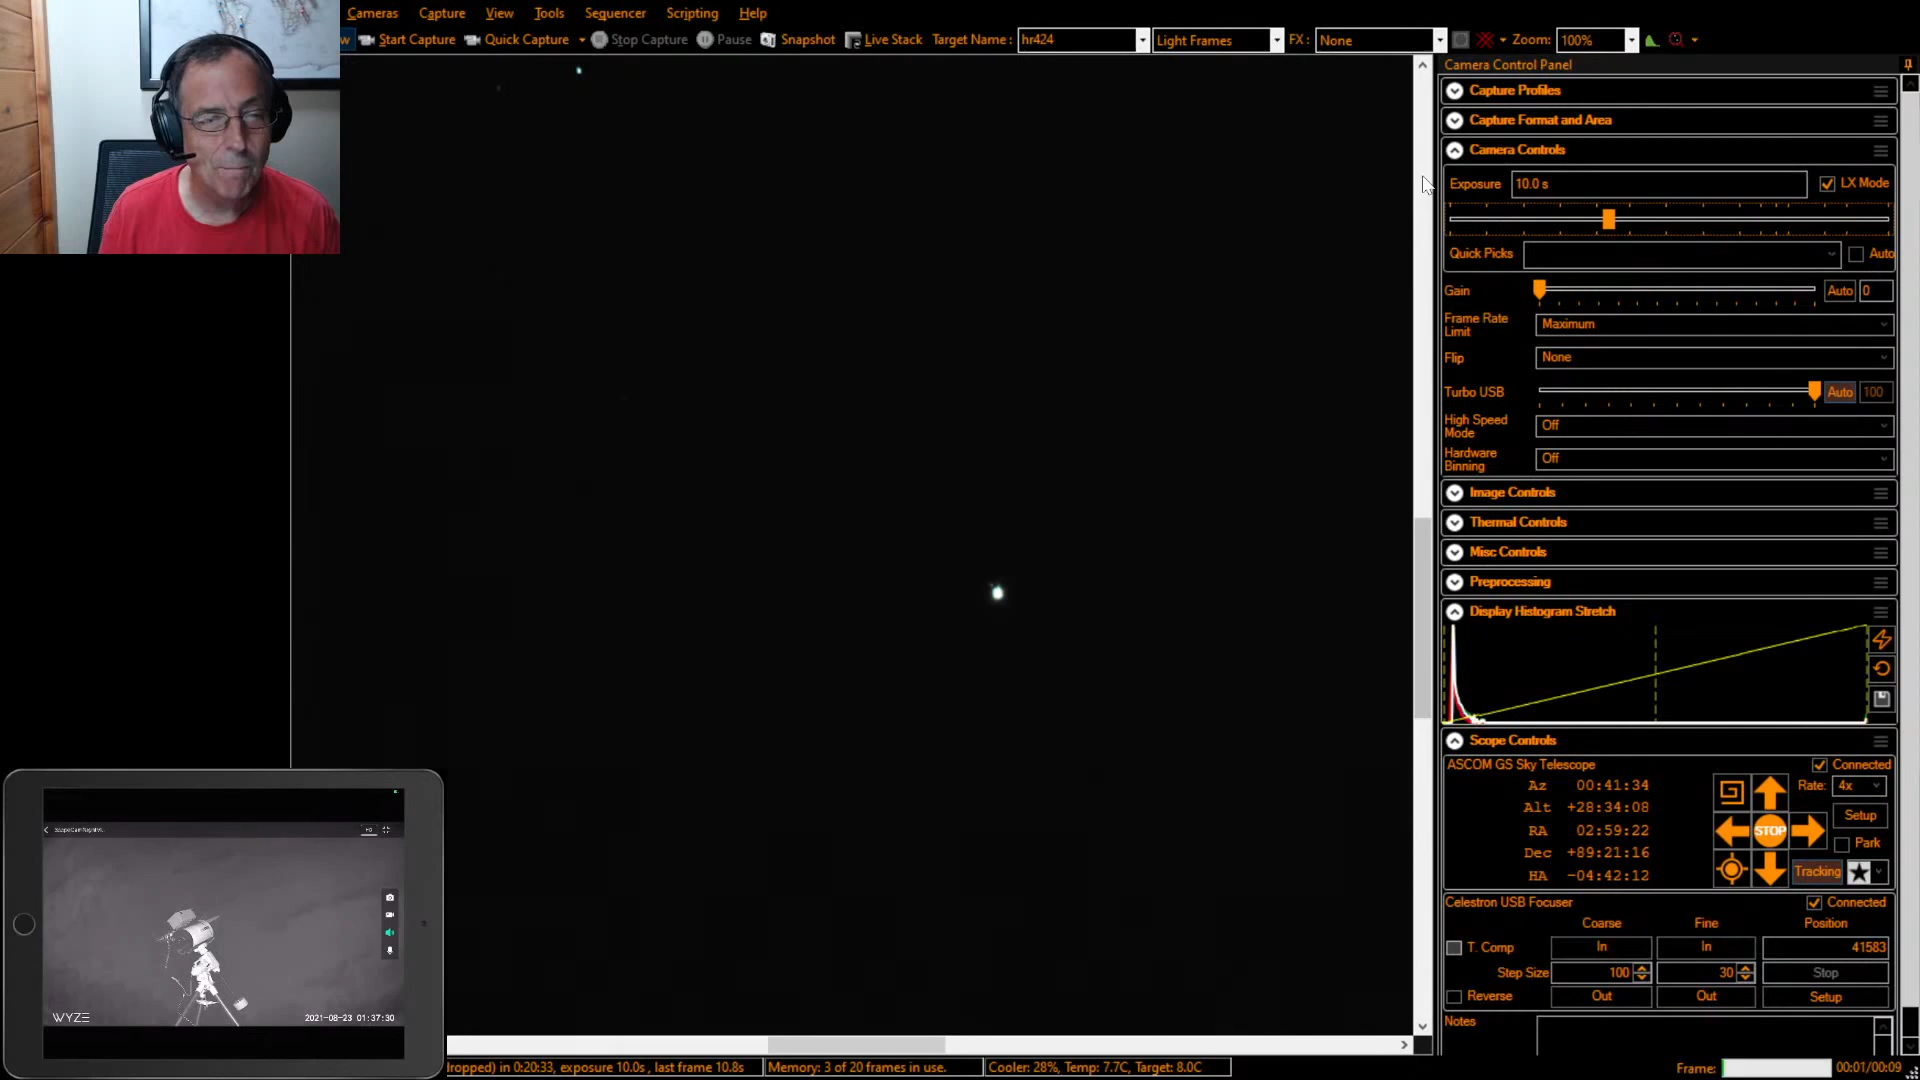 Cameras Capture View Tools Sequencer Scripting Help
w Start Capture Quick Capture Stop Capture Pause Snapshot Live Stack Target Name : hr424 Light Frames FX : None Zoom: 100%
Camera Control Panel
Capture Profiles
Capture Format and Area
Camera Controls
Exposure 10.0 s LX Mode
Quick Picks Auto
Gain Auto 0
Frame Rate
Limit
Maximum
Flip None
Turbo USB Auto 100
High Speed
Mode
Off
Hardware
Binning
Off
Image Controls
Thermal Controls
Misc Controls
Preprocessing
Display Histogram Stretch
Scope Controls
ASCOM GS Sky Telescope Connected
Az 00:41:34 Rate: 4x
Alt +28:34:08 Setup
RA 02:59:22 STOP Park
Dec +89:21:16
HA -04:42:12 Tracking
Celestron USB Focuser Connected
Coarse Fine Position
T. Comp In In 41583
Step Size 100 30 Stop
Reverse Out Out Setup
Notes
WYZE 2021-08-23 01:37:30
ropped) in 0:20:33, exposure 10.0s , last frame 10.8s Memory: 3 of 20 frames in use. Cooler: 28%, Temp: 7.7C, Target: 8.0C Frame: 00:01/00:09